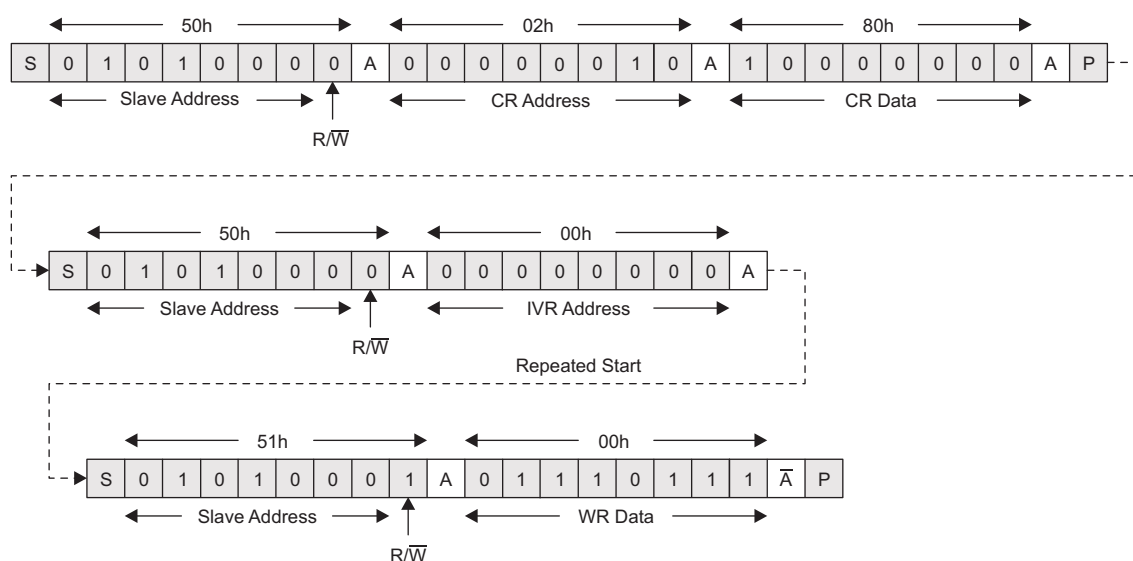 50h 02h 80h
S 0 1 0 1 0 0 0 0 A 0 0 0 0 0 0 1 0 A 1 0 0 0 0 0 0 0 A P
Slave Address CR Address CR Data
R/W̅
50h 00h
S 0 1 0 1 0 0 0 0 A 0 0 0 0 0 0 0 0 A
Slave Address IVR Address
R/W̅
Repeated Start
51h 00h
S 0 1 0 1 0 0 0 1 A 0 1 1 1 0 1 1 1 A̅ P
Slave Address WR Data
R/W̅